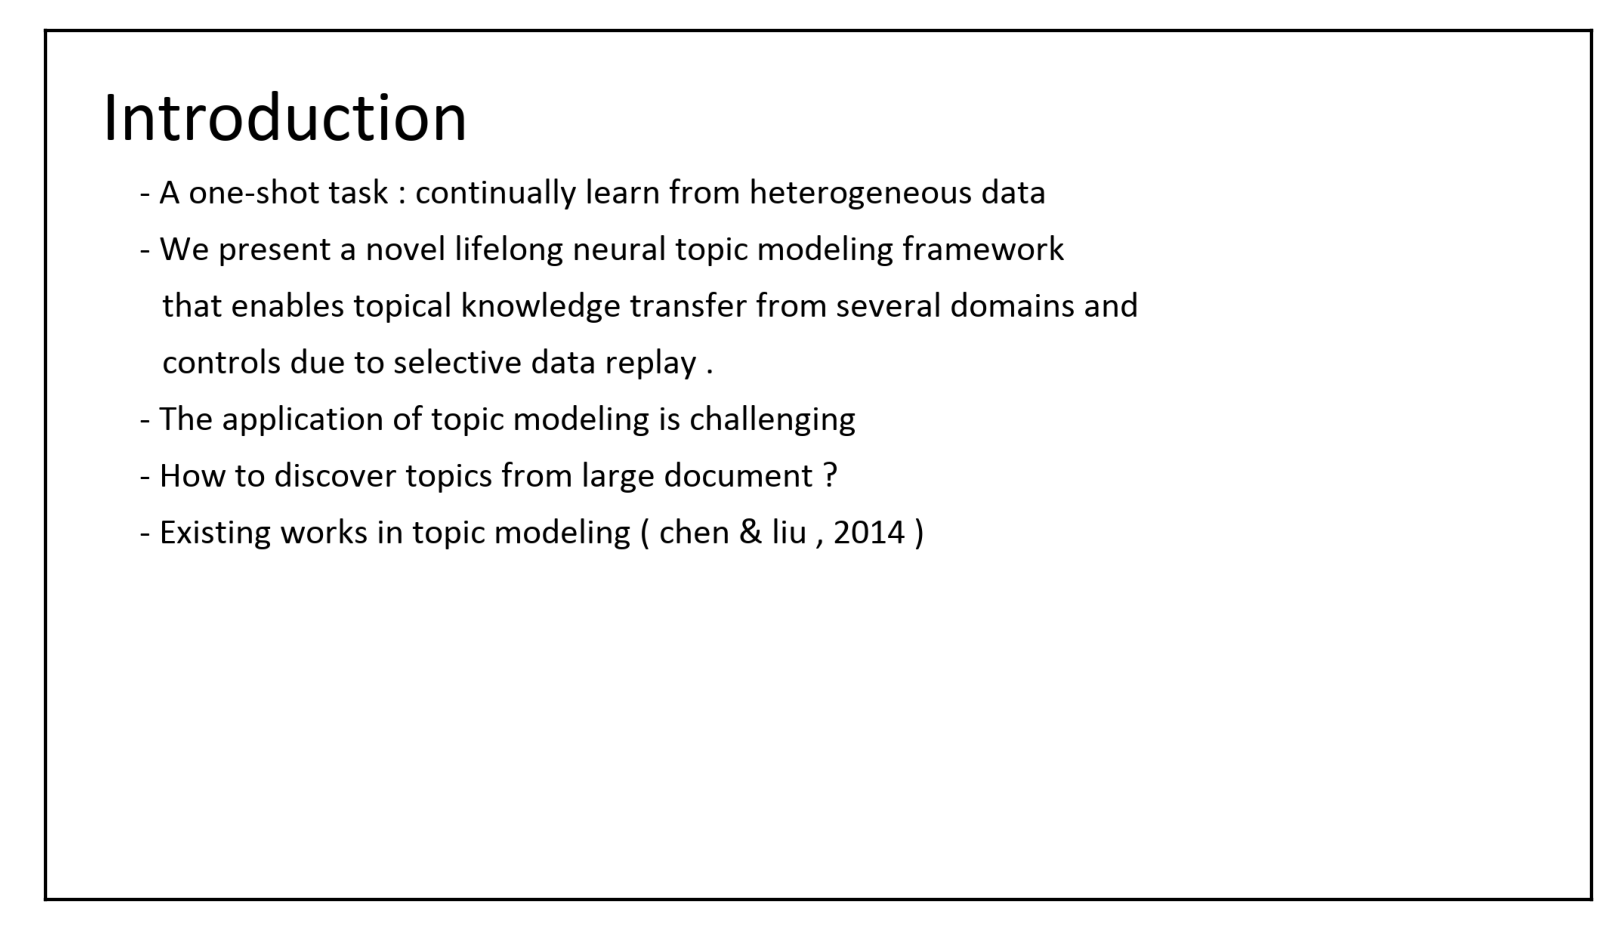 Introduction
- A one-shot task : continually learn from heterogeneous data
- We present a novel lifelong neural topic modeling framework
that enables topical knowledge transfer from several domains and
controls due to selective data replay .
- The application of topic modeling is challenging
- How to discover topics from large document ?
- Existing works in topic modeling ( chen & liu , 2014 )